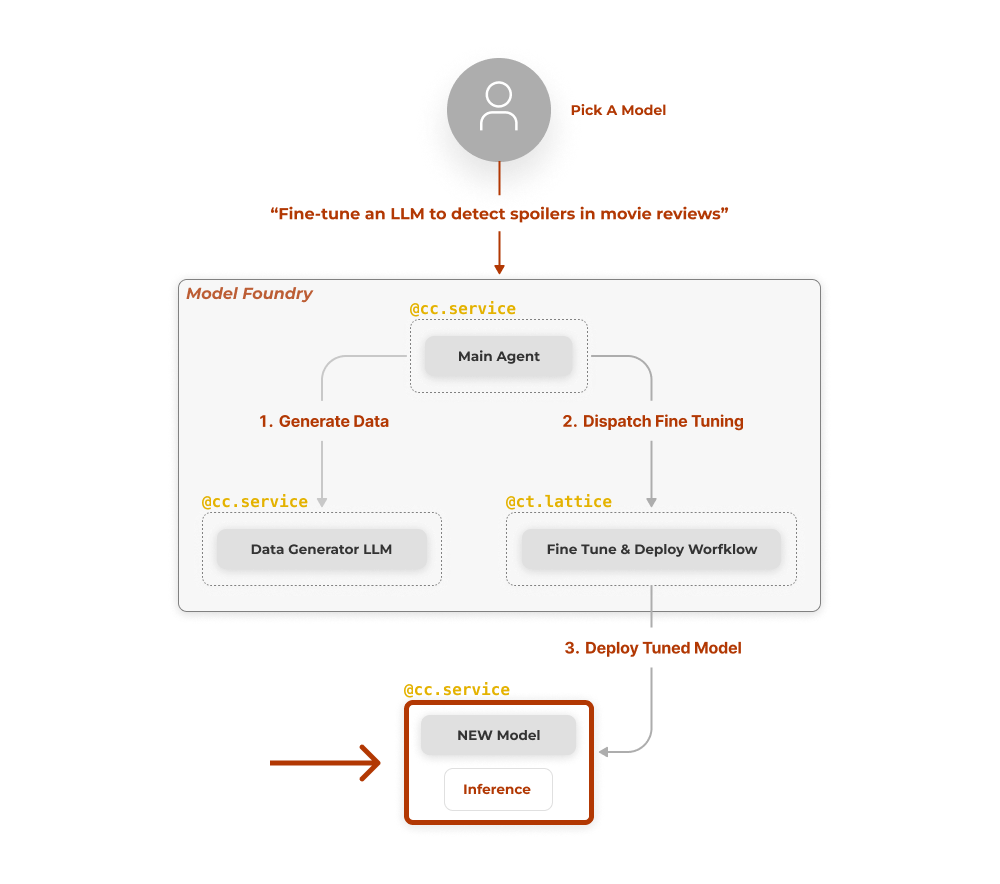 Pick A Model
“Fine-tune an LLM to detect spoilers in movie reviews”
Model Foundry
@cc.service
Main Agent
1. Generate Data
2. Dispatch Fine Tuning
@cc.service
@ct.lattice
Data Generator LLM
Fine Tune & Deploy Worfklow
3. Deploy Tuned Model
@cc.service
NEW Model
Inference